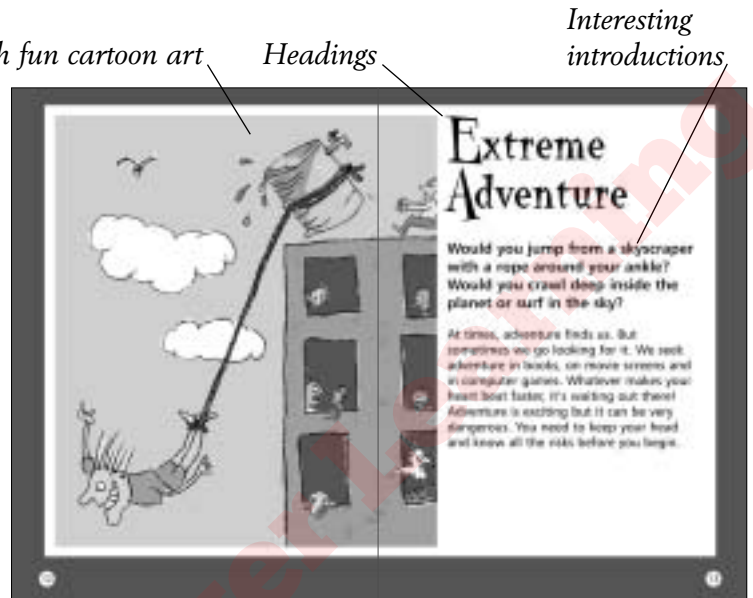 h fun cartoon art
Headings
Interesting
introductions
Extreme
Adventure
Would you jump from a skyscraper
with a rope around your ankle?
Would you crawl deep inside the
planet or surf in the sky?
At times, adventure finds us. But
sometimes we go looking for it. We seek
adventure in books, on movie screens and
in computer games. Whatever makes your
heart beat faster, it's waiting out there!
Adventure is exciting but it can be very
dangerous. You need to keep your head
and know all the risks before you begin.
er Learning